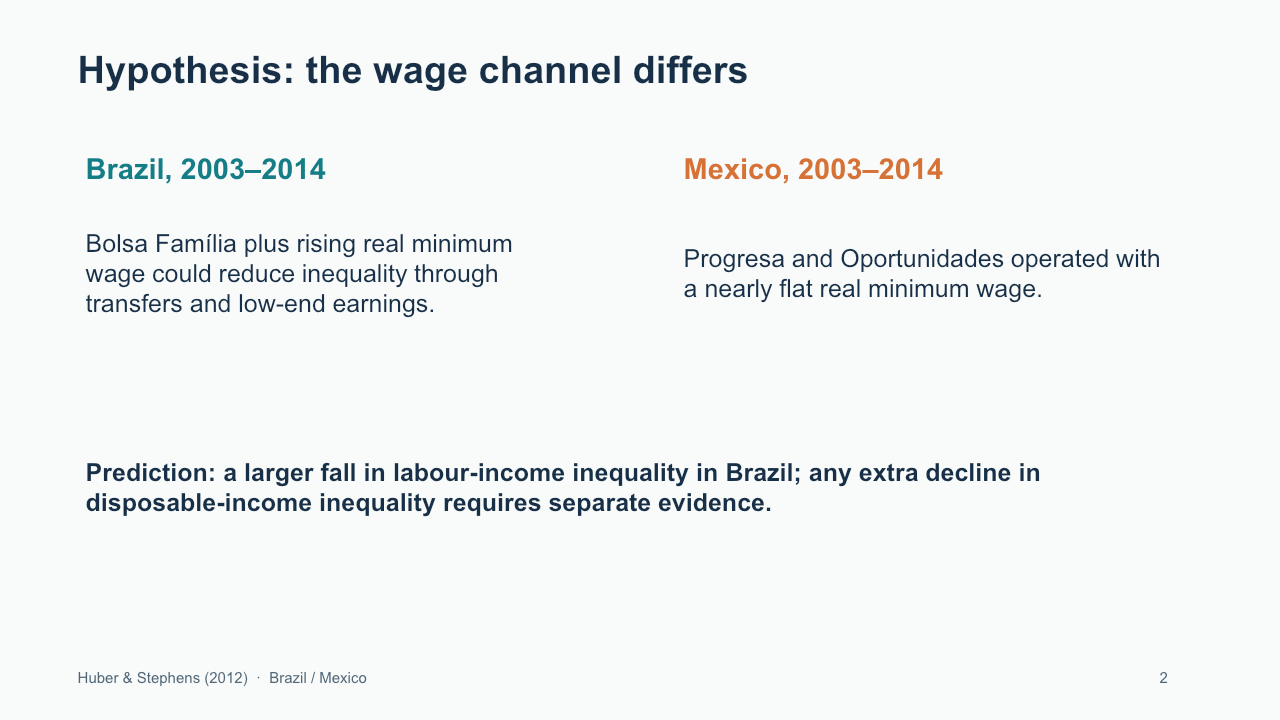 Hypothesis: the wage channel differs
Brazil, 2003–2014
Bolsa Família plus rising real minimum
wage could reduce inequality through
transfers and low-end earnings.
Mexico, 2003–2014
Progresa and Oportunidades operated with
a nearly flat real minimum wage.
Prediction: a larger fall in labour-income inequality in Brazil; any extra decline in
disposable-income inequality requires separate evidence.
Huber & Stephens (2012) · Brazil / Mexico
2